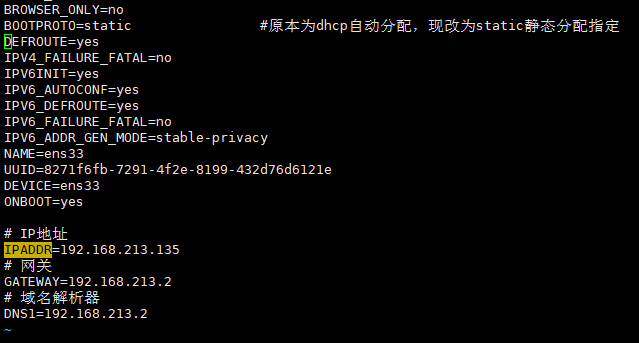 BROWSER_ONLY=no
BOOTPROTO=static #原本为dhcp自动分配，现改为static静态分配指定
DEFROUTE=yes
IPV4_FAILURE_FATAL=no
IPV6INIT=yes
IPV6_AUTOCONF=yes
IPV6_DEFROUTE=yes
IPV6_FAILURE_FATAL=no
IPV6_ADDR_GEN_MODE=stable-privacy
NAME=ens33
UUID=8271f6fb-7291-4f2e-8199-432d76d6121e
DEVICE=ens33
ONBOOT=yes
# IP地址
IPADDR=192.168.213.135
# 网关
GATEWAY=192.168.213.2
# 域名解析器
DNS1=192.168.213.2
~